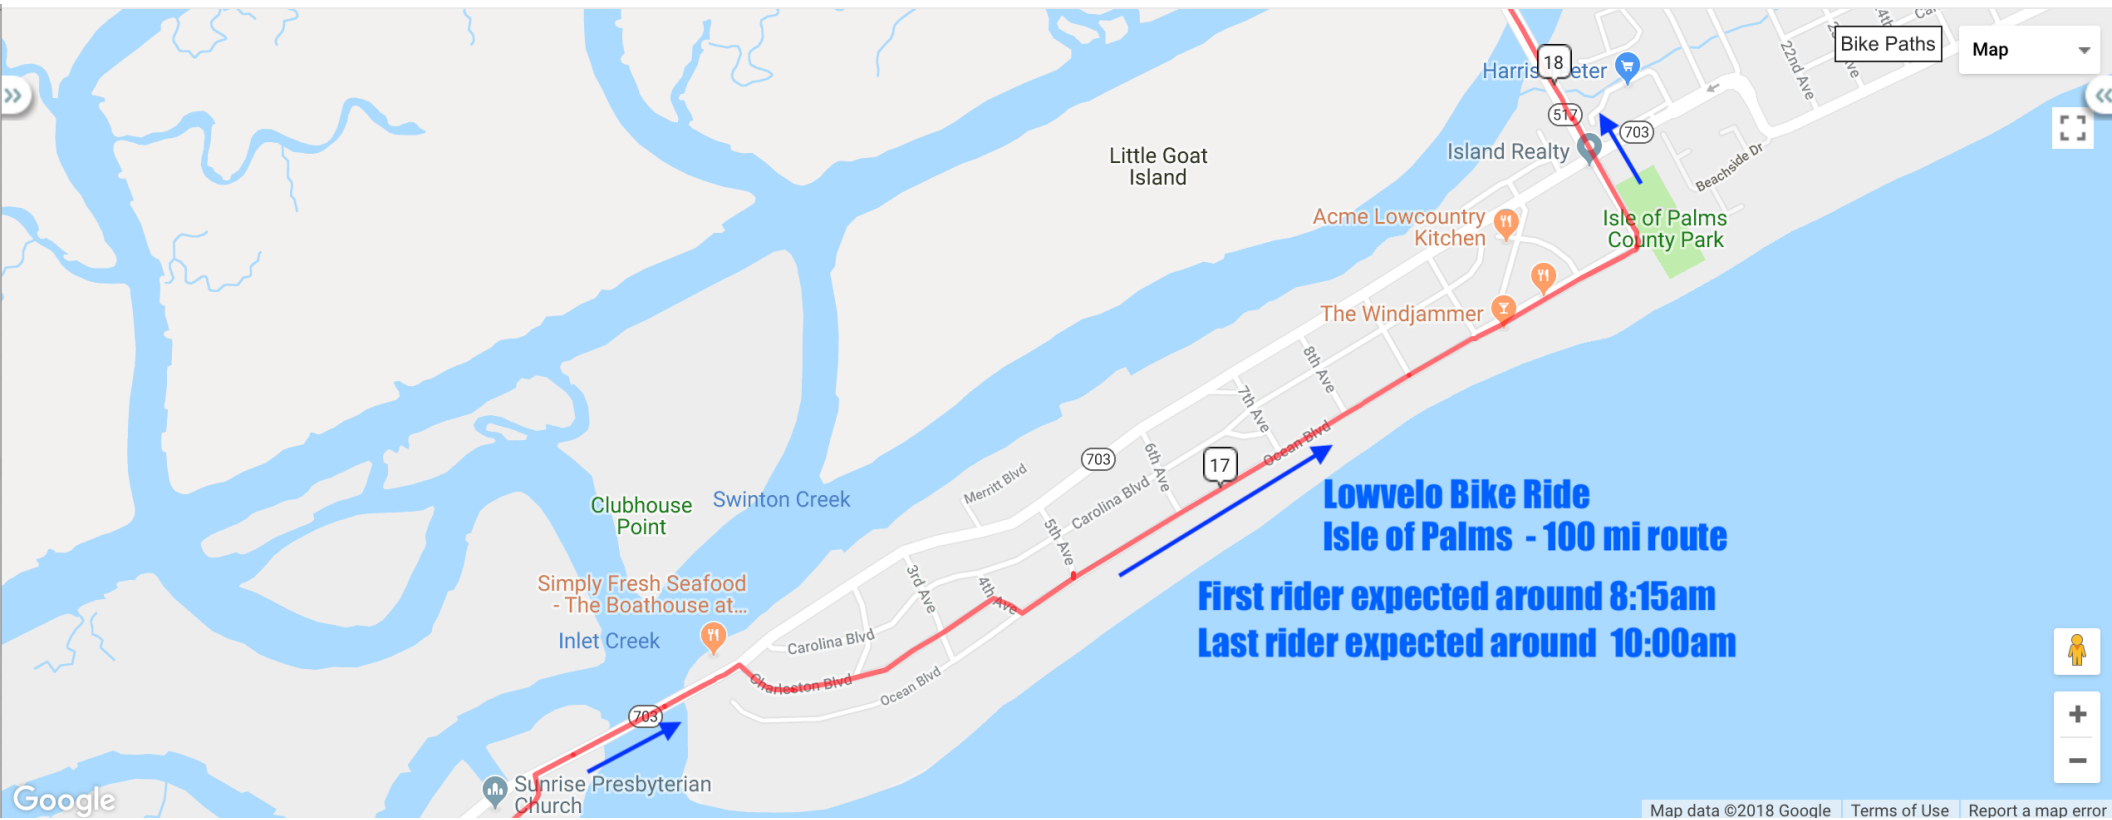 18
Harris Teeter
517
703
Island Realty
Little Goat
Island
22nd Ave
Bike Paths
Map
Beachside Dr
Acme Lowcountry
Kitchen
Isle of Palms
County Park
The Windjammer
8th Ave
7th Ave
Ocean Blvd
17
6th Ave
703
Merritt Blvd
Carolina Blvd
5th Ave
Swinton Creek
Clubhouse
Point
Lowvelo Bike Ride
Isle of Palms - 100 mi route
First rider expected around 8:15am
Last rider expected around 10:00am
Simply Fresh Seafood
- The Boathouse at...
Inlet Creek
3rd Ave
4th Ave
Carolina Blvd
Charleston Blvd
Ocean Blvd
703
Sunrise Presbyterian
Church
Google
Map data ©2018 Google
Terms of Use
Report a map error